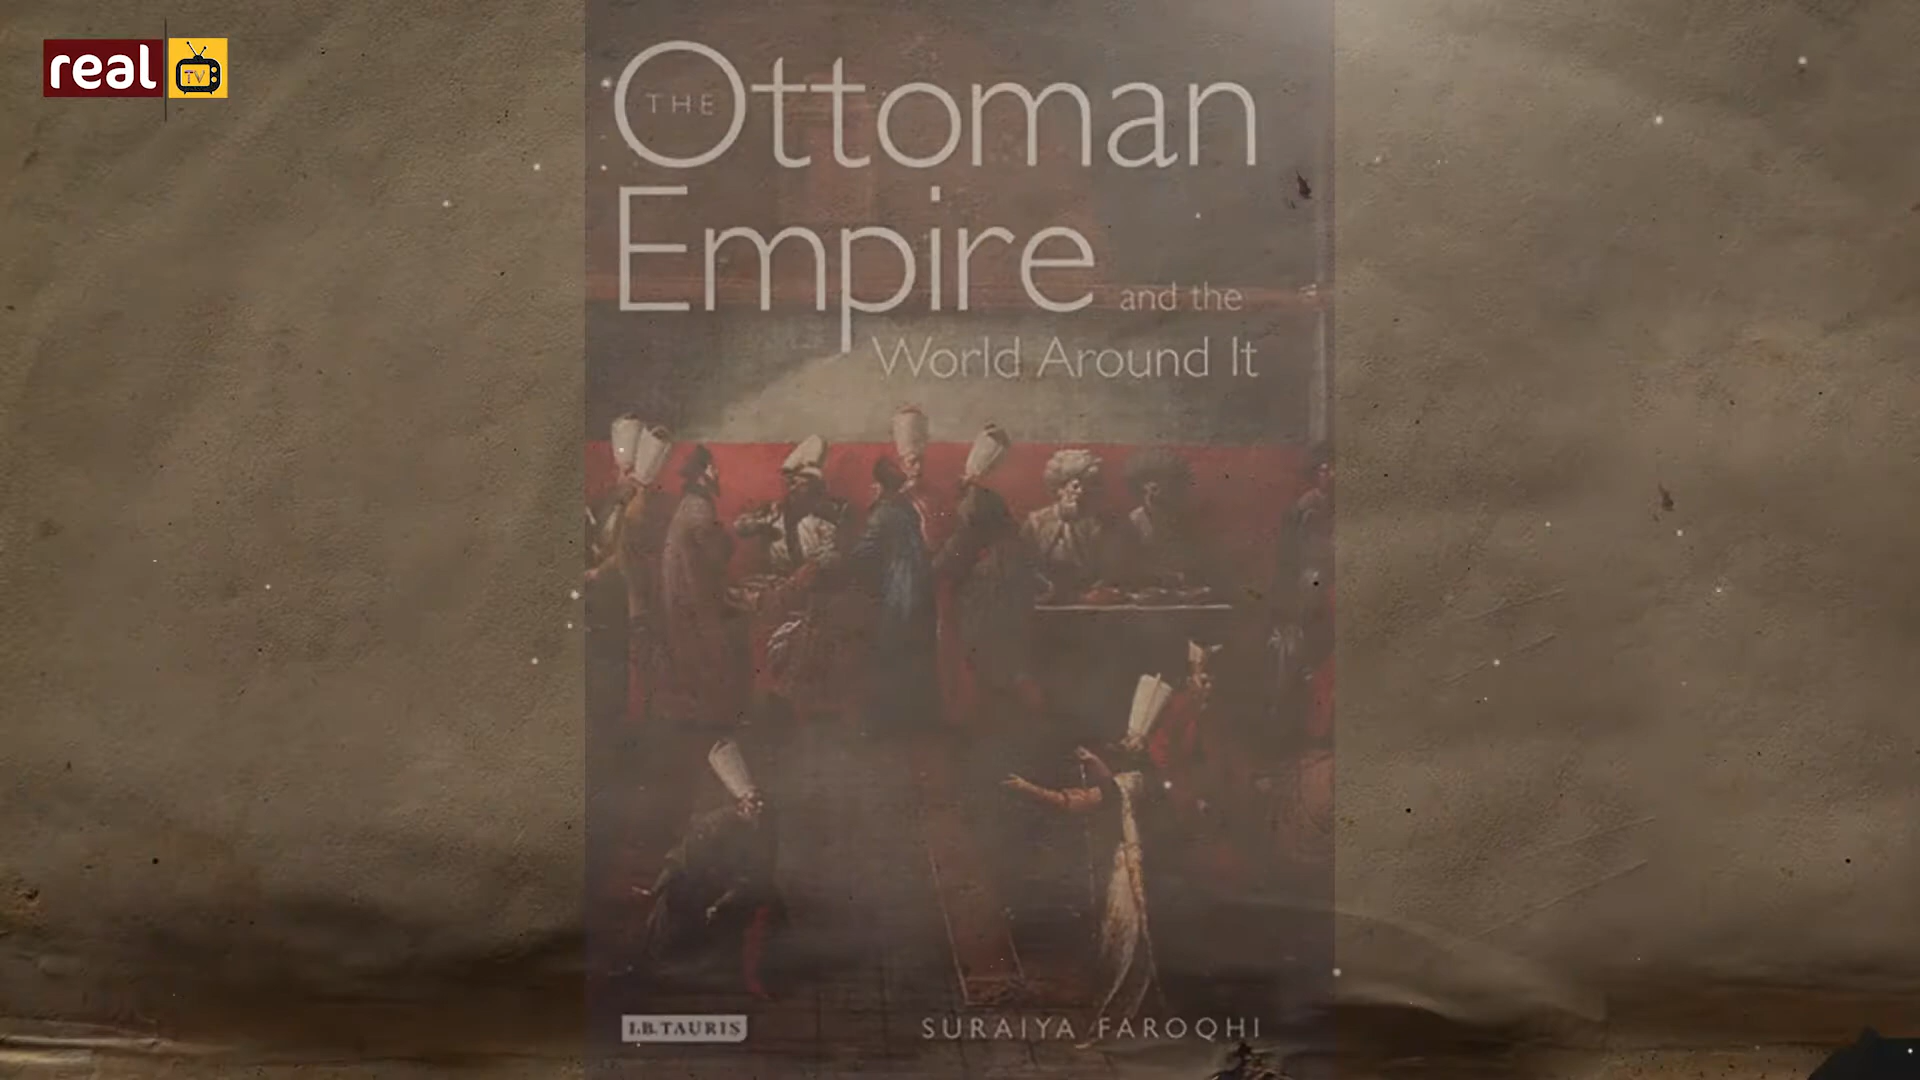 real
TV
THE
Ottoman
Empire and the
World Around It
I.B.TAURIS
SURAIYA FAROQHI